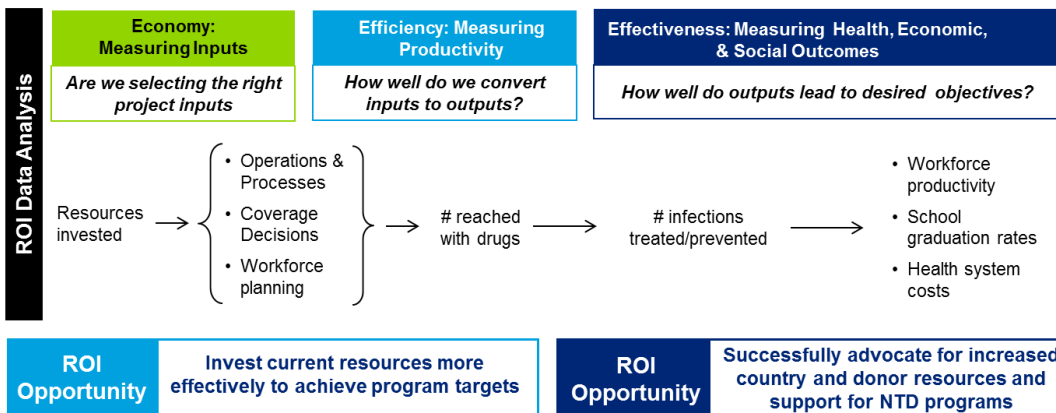 ROI Data Analysis
Economy:
Measuring Inputs
Are we selecting the right
project inputs
Efficiency: Measuring
Productivity
How well do we convert
inputs to outputs?
Effectiveness: Measuring Health, Economic,
& Social Outcomes
How well do outputs lead to desired objectives?
Resources
invested
• Operations &
Processes
• Coverage
Decisions
• Workforce
planning
# reached
with drugs
# infections
treated/prevented
• Workforce
productivity
• School
graduation rates
• Health system
costs
ROI
Opportunity
Invest current resources more
effectively to achieve program targets
ROI
Opportunity
Successfully advocate for increased
country and donor resources and
support for NTD programs